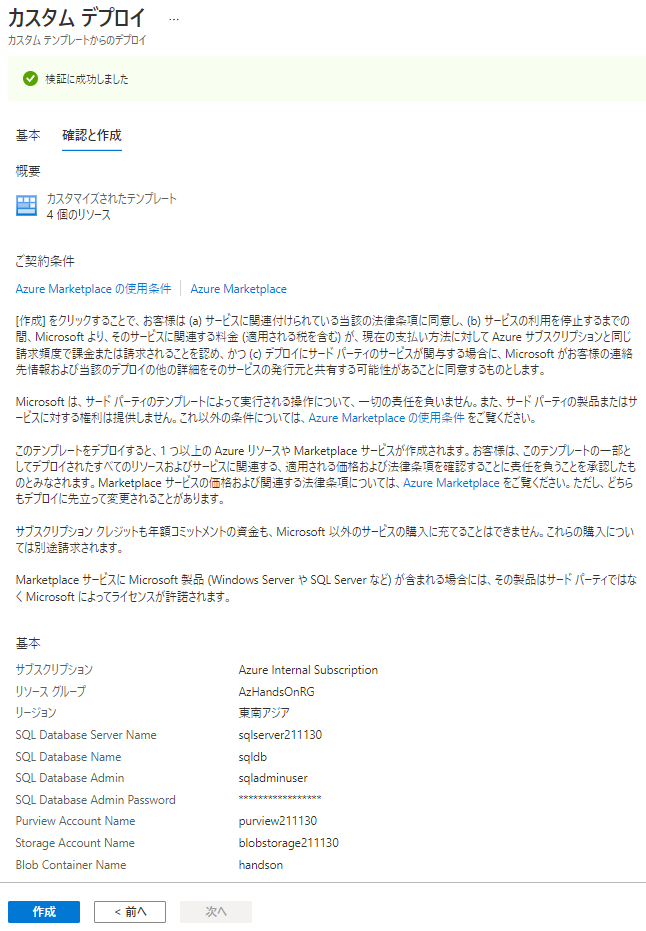 カスタム デプロイ …
カスタム テンプレートからのデプロイ
検証に成功しました
基本 確認と作成
概要
カスタマイズされたテンプレート
4 個のリソース
ご契約条件
Azure Marketplace の使用条件 Azure Marketplace
[作成] をクリックすることで、お客様は (a) サービスに関連付けられている当該の法律条項に同意し、(b) サービスの利用を停止するまでの
間、Microsoft より、そのサービスに関連する料金 (適用される税を含む) が、現在の支払い方法に対して Azure サブスクリプションと同じ
請求頻度で課金または請求されることを認め、かつ (c) デプロイにサード パーティのサービスが関与する場合に、Microsoft がお客様の連絡
先情報および当該のデプロイの他の詳細をそのサービスの発行元と共有する可能性があることに同意するものとします。
Microsoft は、サード パーティのテンプレートによって実行される操作について、一切の責任を負いません。また、サード パーティの製品またはサ
ービスに対する権利は提供しません。これ以外の条件については、Azure Marketplace の使用条件 をご覧ください。
このテンプレートをデプロイすると、1 つ以上の Azure リソースや Marketplace サービスが作成されます。お客様は、このテンプレートの一部と
してデプロイされたすべてのリソースおよびサービスに関連する、適用される価格および法律条項を確認することに責任を負うことを承認したも
のとみなされます。Marketplace サービスの価格および関連する法律条項については、Azure Marketplace をご覧ください。ただし、どちら
もデプロイに先立って変更されることがあります。
サブスクリプション クレジットも年額コミットメントの資金も、Microsoft 以外のサービスの購入に充てることはできません。これらの購入につい
ては別途請求されます。
Marketplace サービスに Microsoft 製品 (Windows Server や SQL Server など) が含まれる場合には、その製品はサード パーティではな
く Microsoft によってライセンスが許諾されます。
基本
サブスクリプション Azure Internal Subscription
リソース グループ AzHandsOnRG
リージョン 東南アジア
SQL Database Server Name sqlserver211130
SQL Database Name sqldb
SQL Database Admin sqladminuser
SQL Database Admin Password *****************
Purview Account Name purview211130
Storage Account Name blobstorage211130
Blob Container Name handson
作成 < 前へ 次へ